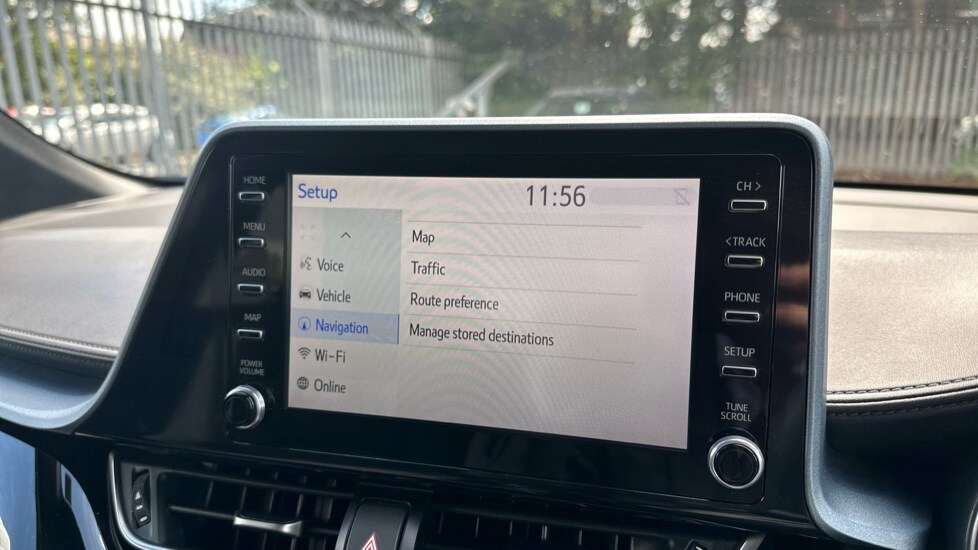 HOME
MENU
AUDIO
MAP
POWER
VOLUME
Setup
11:56
Voice
Vehicle
Navigation
Wi-Fi
Online
Map
Traffic
Route preference
Manage stored destinations
CH >
< TRACK
PHONE
SETUP
TUNE
SCROLL